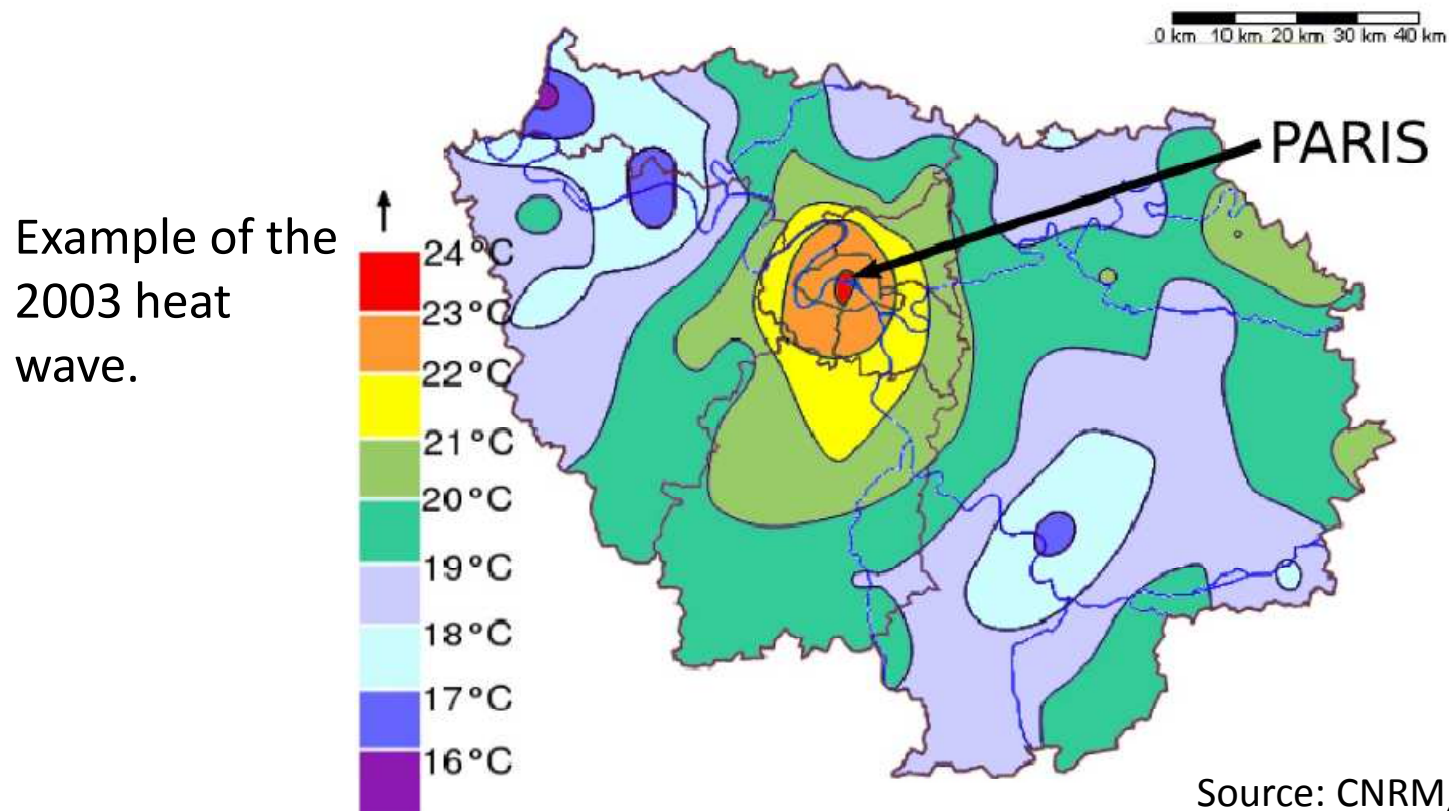 0 km 10 km 20 km 30 km 40 km
PARIS
Example of the
2003 heat
wave.
24°C
23°C
22°C
21°C
20°C
19°C
18°C
17°C
16°C
Source: CNRM,